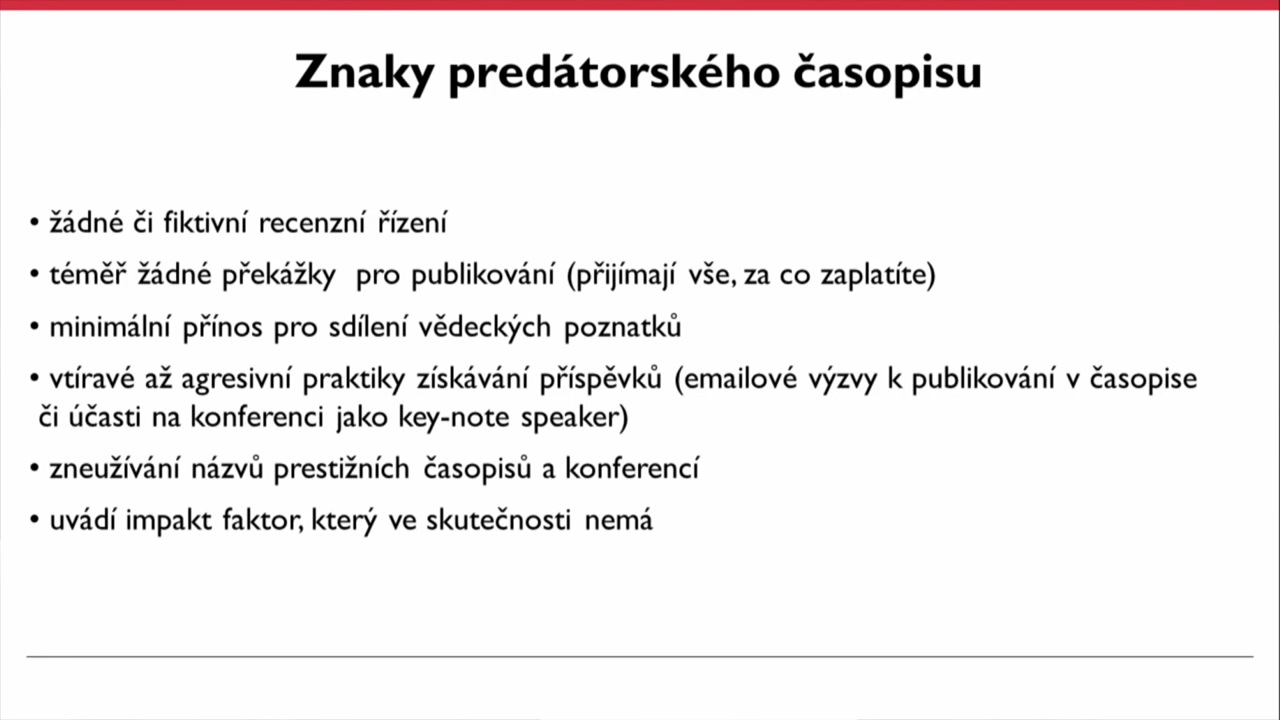 Znaky predátorského časopisu
• žádné či fiktivní recenzní řízení
• téměř žádné překážky pro publikování (přijímají vše, za co zaplatíte)
• minimální přínos pro sdílení vědeckých poznatků
• vtíravé až agresivní praktiky získávání příspěvků (emailové výzvy k publikování v časopise
či účasti na konferenci jako key-note speaker)
• zneužívání názvů prestižních časopisů a konferencí
• uvádí impakt faktor, který ve skutečnosti nemá